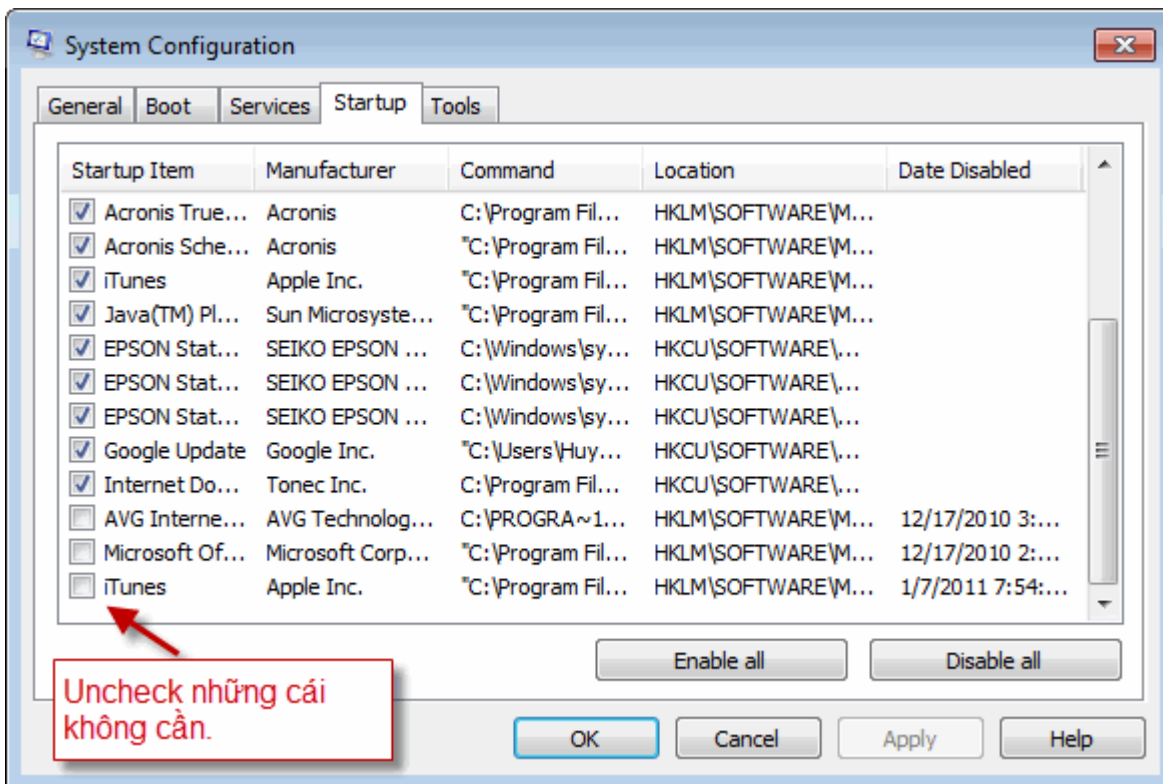 System Configuration
General Boot Services Startup Tools
Startup Item Manufacturer Command Location Date Disabled
Acronis True... Acronis C:\Program Fil... HKLM\SOFTWARE\M...
Acronis Sche... Acronis "C:\Program Fil... HKLM\SOFTWARE\M...
iTunes Apple Inc. "C:\Program Fil... HKLM\SOFTWARE\M...
Java(TM) Pl... Sun Microsyste... "C:\Program Fil... HKLM\SOFTWARE\M...
EPSON Stat... SEIKO EPSON ... C:\Windows\sy... HKCU\SOFTWARE\...
EPSON Stat... SEIKO EPSON ... C:\Windows\sy... HKCU\SOFTWARE\...
EPSON Stat... SEIKO EPSON ... C:\Windows\sy... HKCU\SOFTWARE\...
Google Update Google Inc. "C:\Users\Huy... HKCU\SOFTWARE\...
Internet Do... Tonec Inc. C:\Program Fil... HKCU\SOFTWARE\...
AVG Interne... AVG Technolog... C:\PROGRA~1... HKLM\SOFTWARE\M... 12/17/2010 3:...
Microsoft Of... Microsoft Corp... "C:\Program Fil... HKLM\SOFTWARE\M... 12/17/2010 2:...
iTunes Apple Inc. "C:\Program Fil... HKLM\SOFTWARE\M... 1/7/2011 7:54:...
Enable all Disable all
Uncheck những cái
không cần.
OK Cancel Apply Help